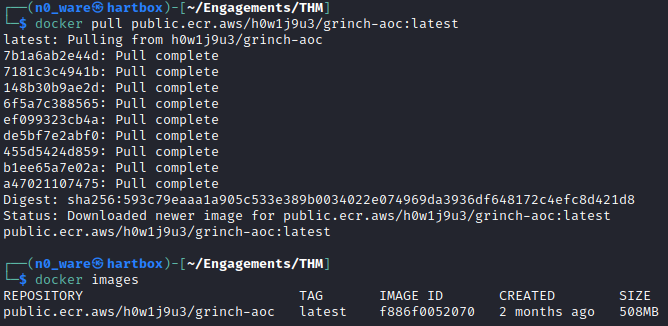 ┌──(n0_ware㉿hartbox)-[~/Engagements/THM]
└─$ docker pull public.ecr.aws/h0w1j9u3/grinch-aoc:latest
latest: Pulling from h0w1j9u3/grinch-aoc
7b1a6ab2e44d: Pull complete
7181c3c4941b: Pull complete
148b30b9ae2d: Pull complete
6f5a7c388565: Pull complete
ef099323cb4a: Pull complete
de5bf7e2abf0: Pull complete
455d5424d859: Pull complete
b1ee65a7e02a: Pull complete
a47021107475: Pull complete
Digest: sha256:593c79eaaa1a905c533e389b0034022e074969da3936df648172c4efc8d421d8
Status: Downloaded newer image for public.ecr.aws/h0w1j9u3/grinch-aoc:latest
public.ecr.aws/h0w1j9u3/grinch-aoc:latest
┌──(n0_ware㉿hartbox)-[~/Engagements/THM]
└─$ docker images
REPOSITORY TAG IMAGE ID CREATED SIZE
public.ecr.aws/h0w1j9u3/grinch-aoc latest f886f0052070 2 months ago 508MB